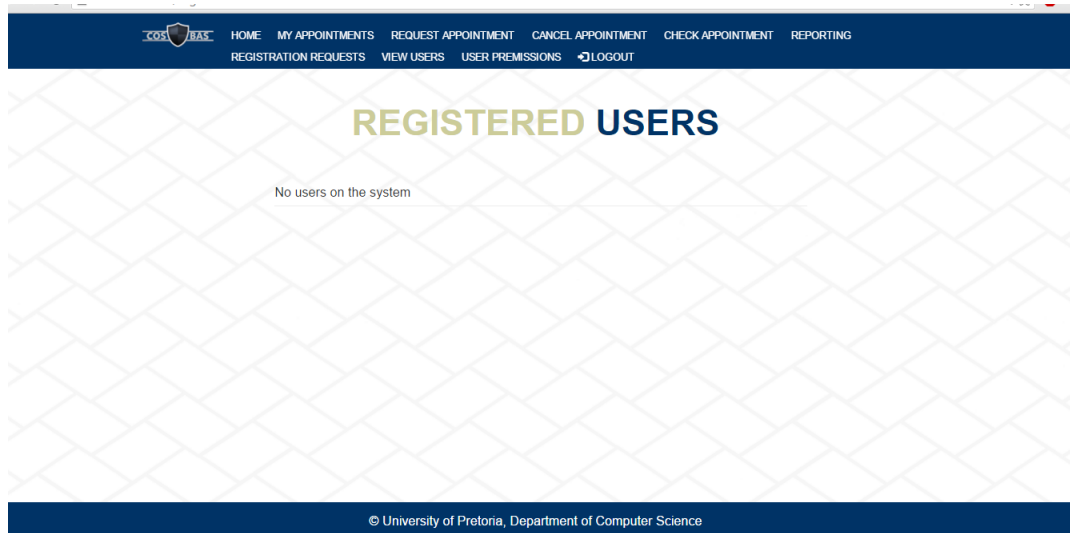 COS BAS HOME MY APPOINTMENTS REQUEST APPOINTMENT CANCEL APPOINTMENT CHECK APPOINTMENT REPORTING
REGISTRATION REQUESTS VIEW USERS USER PREMISSIONS LOGOUT
REGISTERED USERS
No users on the system
© University of Pretoria, Department of Computer Science